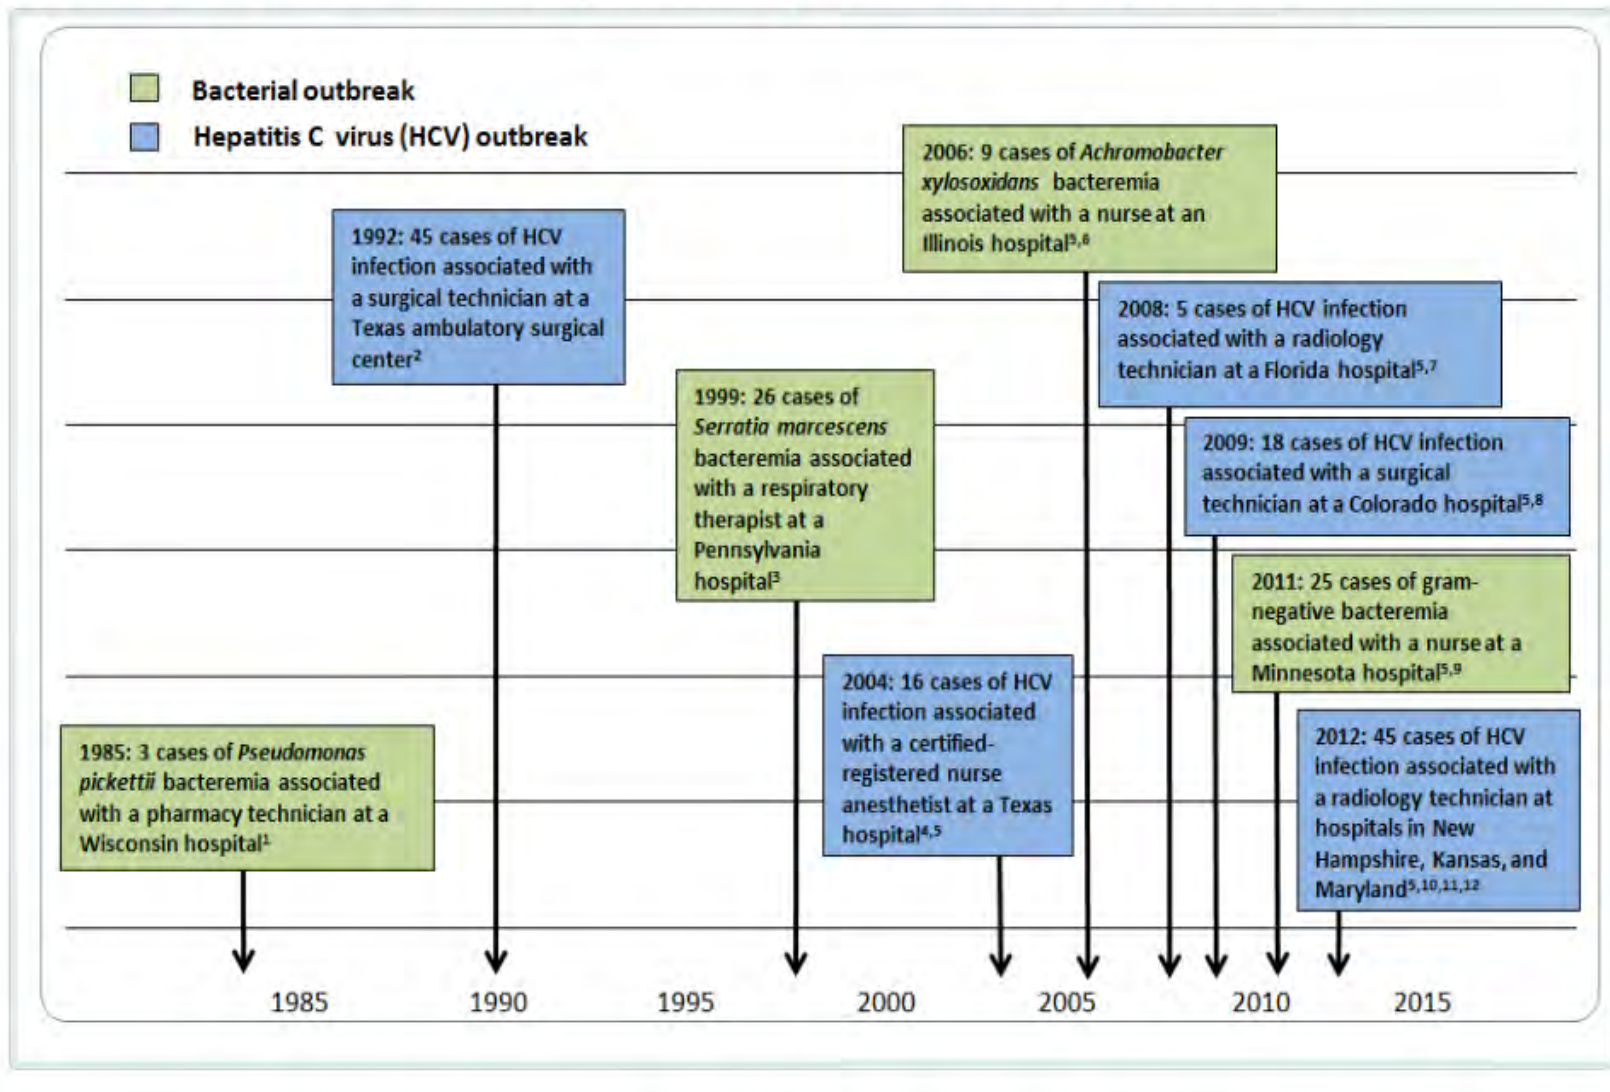 Bacterial outbreak
Hepatitis C virus (HCV) outbreak
2006: 9 cases of Achromobacter
xylosoxidans bacteremia
associated with a nurse at an
Illinois hospital⁵,⁶
1992: 45 cases of HCV
infection associated with
a surgical technician at a
Texas ambulatory surgical
center²
2008: 5 cases of HCV infection
associated with a radiology
technician at a Florida hospital⁵,⁷
1999: 26 cases of
Serratia marcescens
bacteremia associated
with a respiratory
therapist at a
Pennsylvania
hospital³
2009: 18 cases of HCV infection
associated with a surgical
technician at a Colorado hospital⁵,⁸
2011: 25 cases of gram-
negative bacteremia
associated with a nurse at a
Minnesota hospital⁵,⁹
2004: 16 cases of HCV
infection associated
with a certified-
registered nurse
anesthetist at a Texas
hospital⁴,⁵
1985: 3 cases of Pseudomonas
pickettii bacteremia associated
with a pharmacy technician at a
Wisconsin hospital¹
2012: 45 cases of HCV
infection associated with
a radiology technician at
hospitals in New
Hampshire, Kansas, and
Maryland⁵,¹⁰,¹¹,¹²
1985 1990 1995 2000 2005 2010 2015